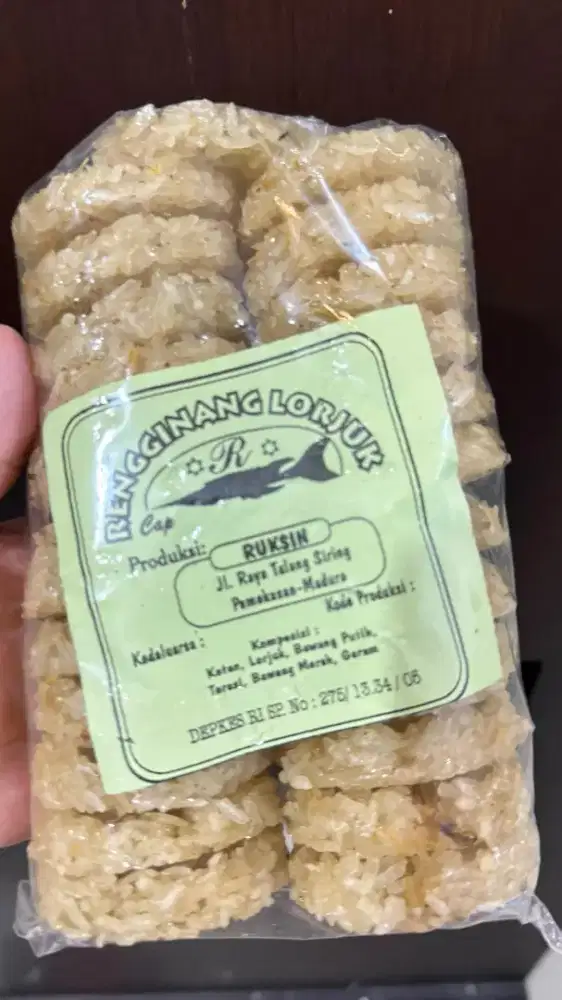 RENGGINANG LORJUK
R
Cap
Produksi: RUKSIN
Jl. Raya Talang Siring
Pamekasan-Madura
Kode Produksi :
Kadaluarsa :
Komposisi :
Ketan, Lorjuk, Bawang Putih,
Terasi, Bawang Merah, Garam
DEPKES RI SP. No : 275/ 13.34 / 06